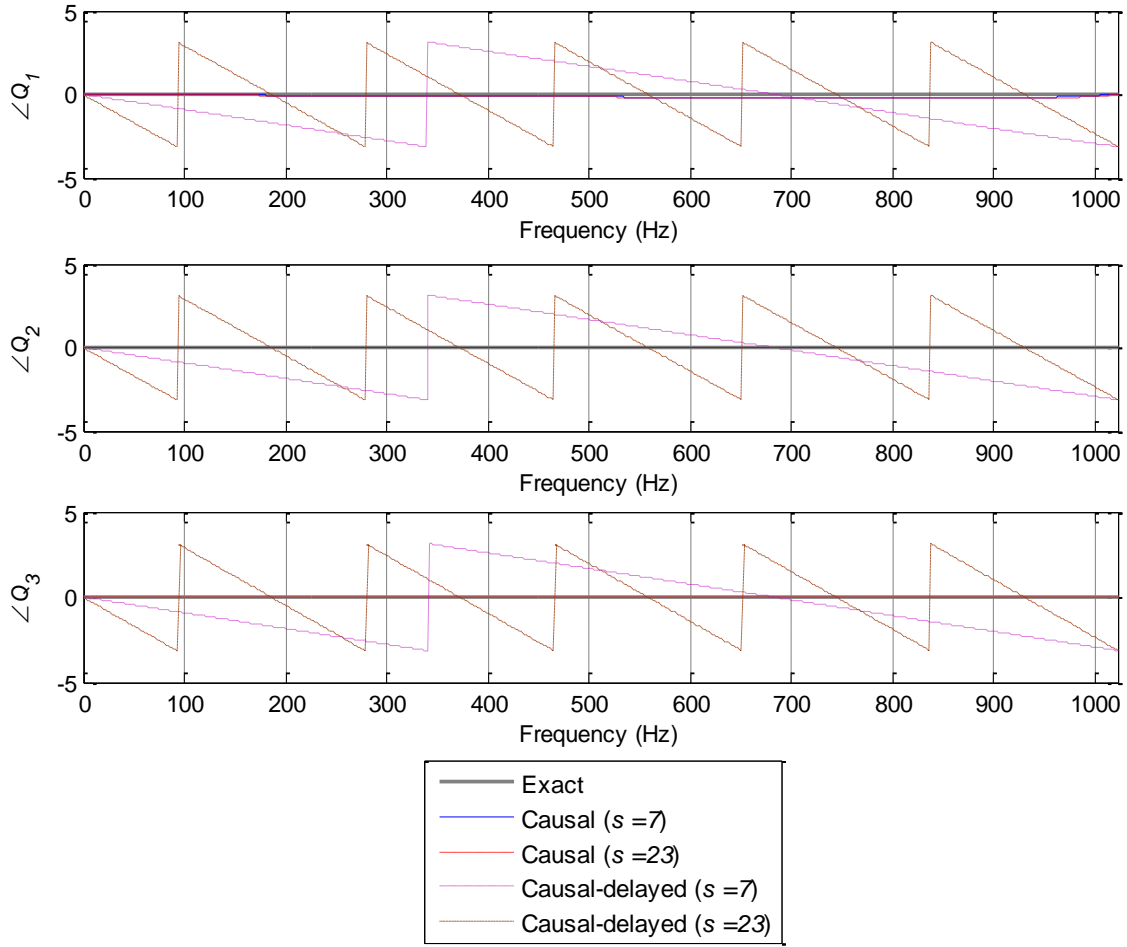 5
0
-5
∠Q1
0 100 200 300 400 500 600 700 800 900 1000
Frequency (Hz)
5
0
-5
∠Q2
0 100 200 300 400 500 600 700 800 900 1000
Frequency (Hz)
5
0
-5
∠Q3
0 100 200 300 400 500 600 700 800 900 1000
Frequency (Hz)
Exact
Causal (s =7)
Causal (s =23)
Causal-delayed (s =7)
Causal-delayed (s =23)